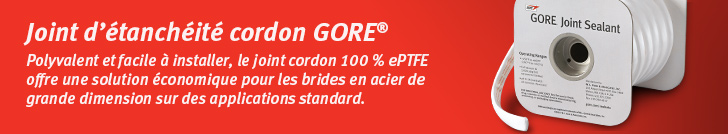 Joint d’étanchéité cordon GORE®
Polyvalent et facile à installer, le joint cordon 100 % ePTFE
offre une solution économique pour les brides en acier de
grande dimension sur des applications standard.
GORE Joint Sealant